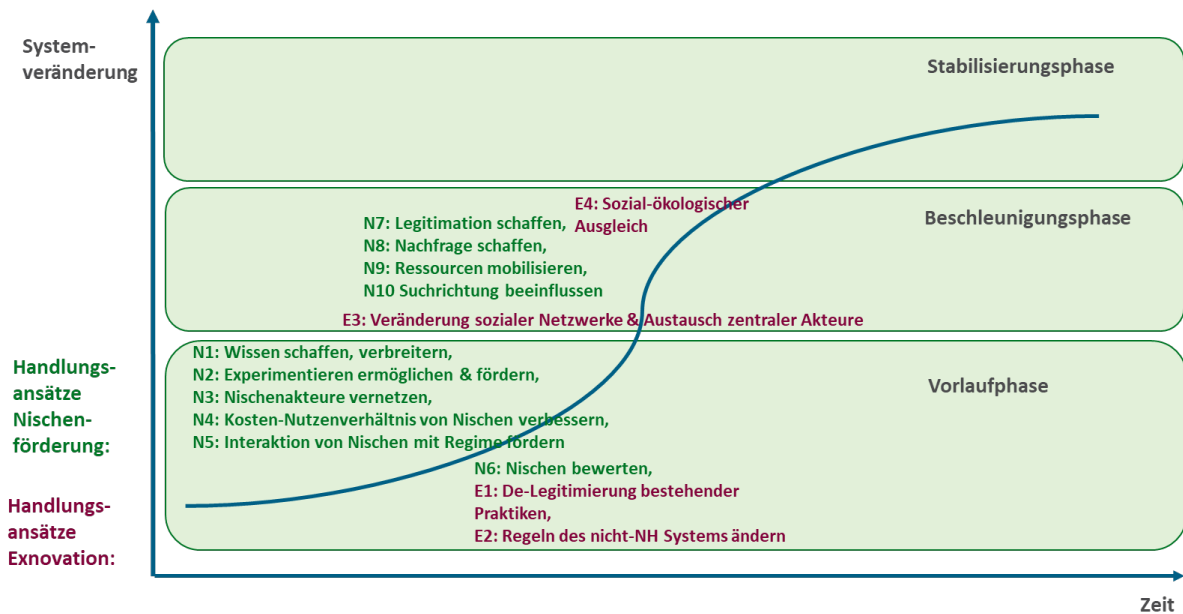 System-
veränderung
Stabilisierungsphase
E4: Sozial-ökologischer
Ausgleich
Beschleunigungsphase
N7: Legitimation schaffen,
N8: Nachfrage schaffen,
N9: Ressourcen mobilisieren,
N10 Suchrichtung beeinflussen
E3: Veränderung sozialer Netzwerke & Austausch zentraler Akteure
Handlungs-
ansätze
Nischen-
förderung:
N1: Wissen schaffen, verbreitern,
N2: Experimentieren ermöglichen & fördern,
N3: Nischenakteure vernetzen,
N4: Kosten-Nutzenverhältnis von Nischen verbessern,
N5: Interaktion von Nischen mit Regime fördern
Vorlaufphase
N6: Nischen bewerten,
E1: De-Legitimierung bestehender
Praktiken,
E2: Regeln des nicht-NH Systems ändern
Handlungs-
ansätze
Exnovation:
Zeit